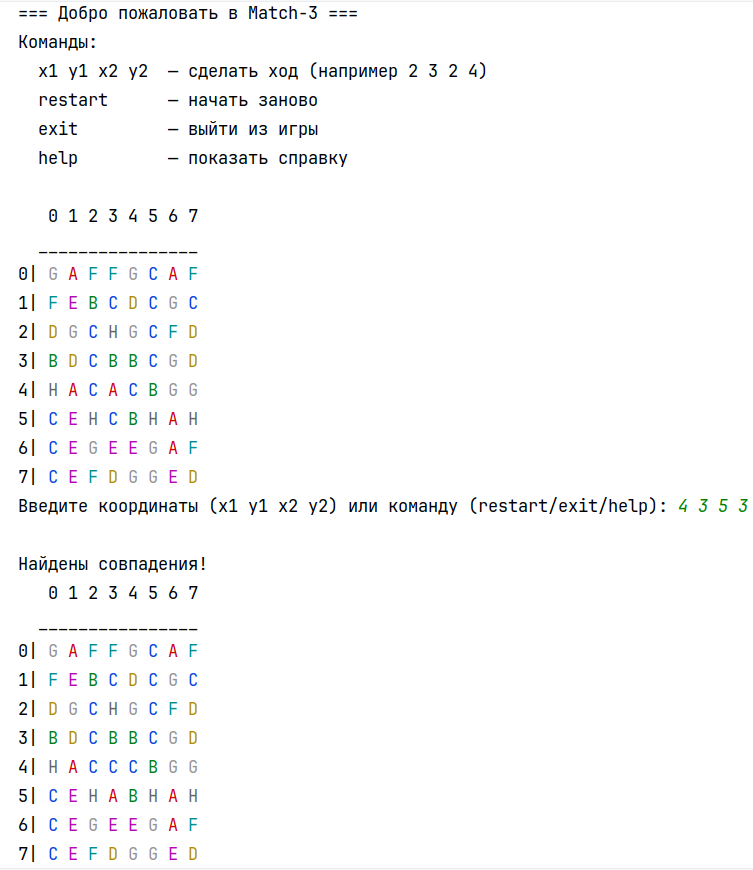 === Добро пожаловать в Match-3 ===
Команды:
  x1 y1 x2 y2  — сделать ход (например 2 3 2 4)
  restart      — начать заново
  exit         — выйти из игры
  help         — показать справку

   0 1 2 3 4 5 6 7
  ________________
0| G A F F G C A F
1| F E B C D C G C
2| D G C H G C F D
3| B D C B B C G D
4| H A C A C B G G
5| C E H C B H A H
6| C E G E E G A F
7| C E F D G G E D
Введите координаты (x1 y1 x2 y2) или команду (restart/exit/help): 4 3 5 3

Найдены совпадения!
   0 1 2 3 4 5 6 7
  ________________
0| G A F F G C A F
1| F E B C D C G C
2| D G C H G C F D
3| B D C B B C G D
4| H A C C C B G G
5| C E H A B H A H
6| C E G E E G A F
7| C E F D G G E D